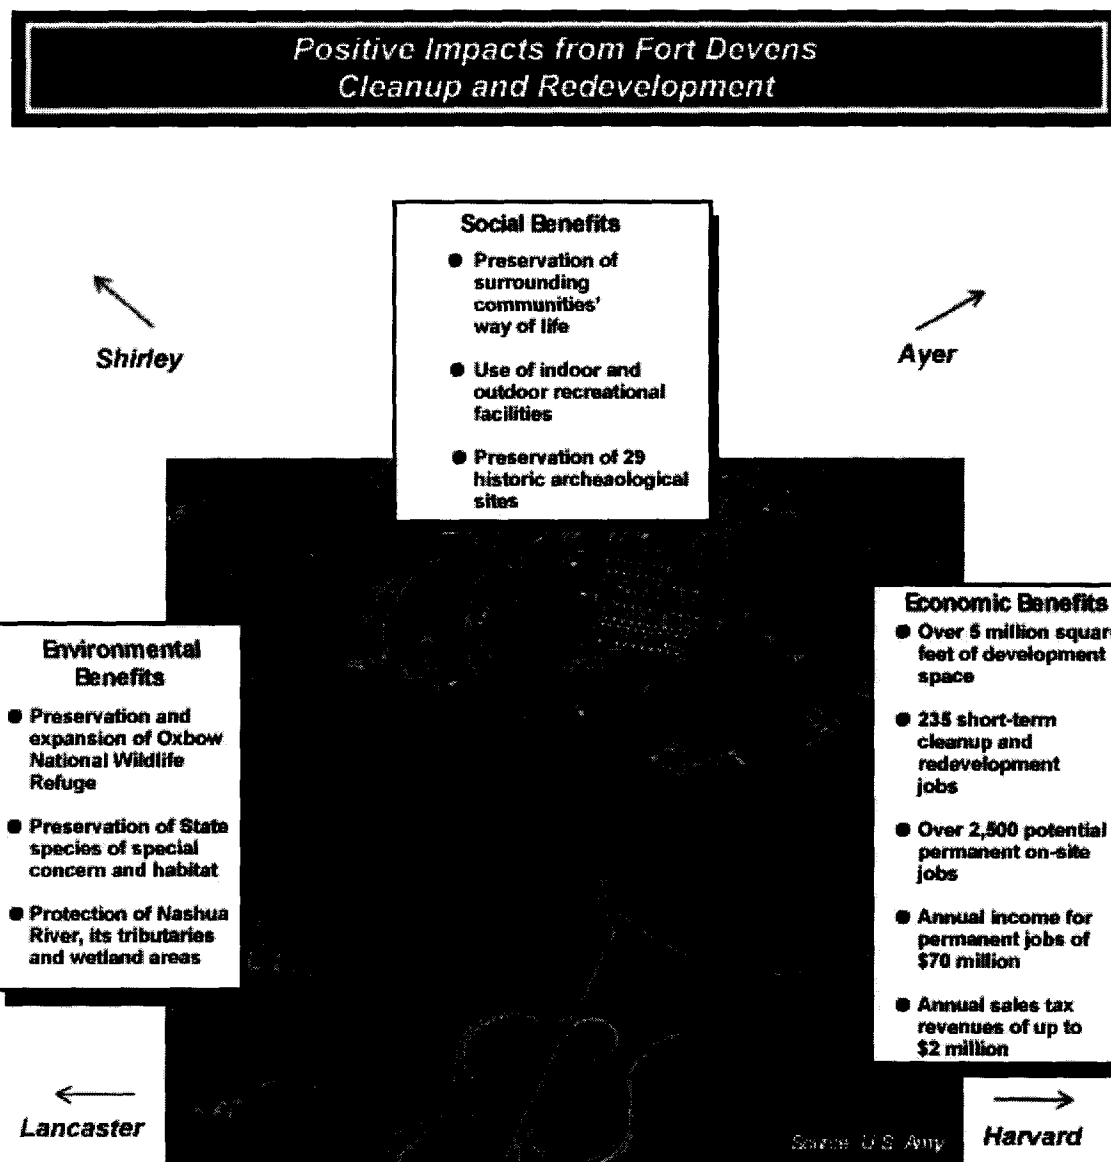 Positive Impacts from Fort Devens
Cleanup and Redevelopment
Social Benefits
● Preservation of
surrounding
communities'
way of life
● Use of indoor and
outdoor recreational
facilities
● Preservation of 29
historic archeaological
sites
Shirley
Ayer
Environmental
Benefits
● Preservation and
expansion of Oxbow
National Wildlife
Refuge
● Preservation of State
species of special
concern and habitat
● Protection of Nashua
River, its tributaries
and wetland areas
Economic Benefits
● Over 5 million square
feet of development
space
● 235 short-term
cleanup and
redevelopment
jobs
● Over 2,500 potential
permanent on-site
jobs
● Annual income for
permanent jobs of
$70 million
● Annual sales tax
revenues of up to
$2 million
Lancaster
Source: U.S. Army
Harvard